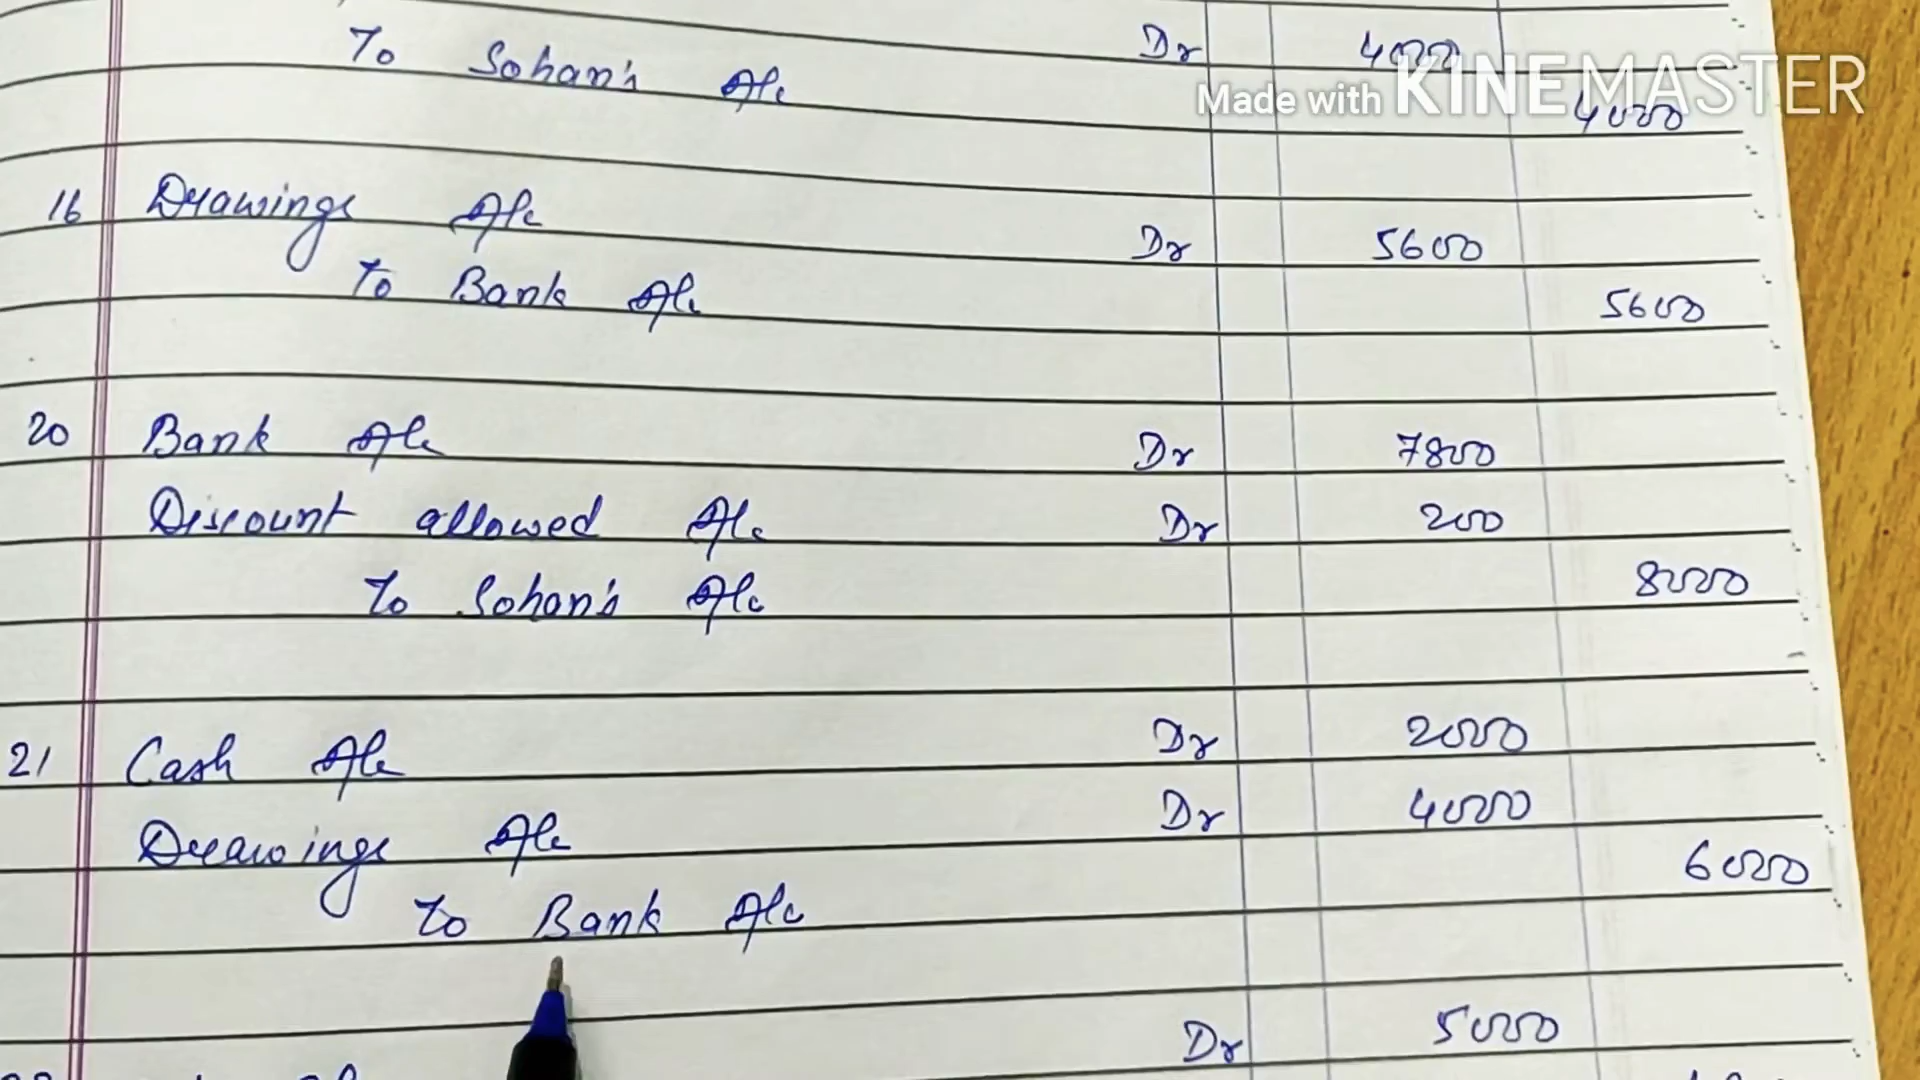 Dr 4000
To Sohan's A/c 4000
Made with KINEMASTER
16 Drawings A/c Dr 5600
To Bank A/c 5600
20 Bank A/c Dr 7800
Discount allowed A/c Dr 200
To Sohan's A/c 8000
21 Cash A/c Dr 2000
Drawings A/c Dr 4000
To Bank A/c 6000
Dr 5000